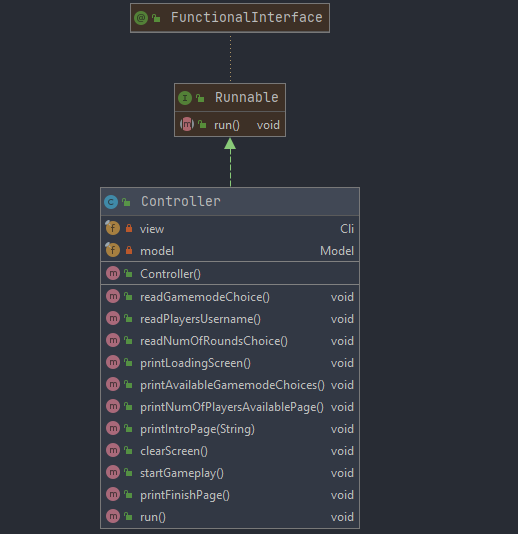 FunctionalInterface
Runnable
run() void
Controller
view Cli
model Model
Controller()
readGamemodeChoice() void
readPlayersUsername() void
readNumOfRoundsChoice() void
printLoadingScreen() void
printAvailableGamemodeChoices() void
printNumOfPlayersAvailablePage() void
printIntroPage(String) void
clearScreen() void
startGameplay() void
printFinishPage() void
run() void